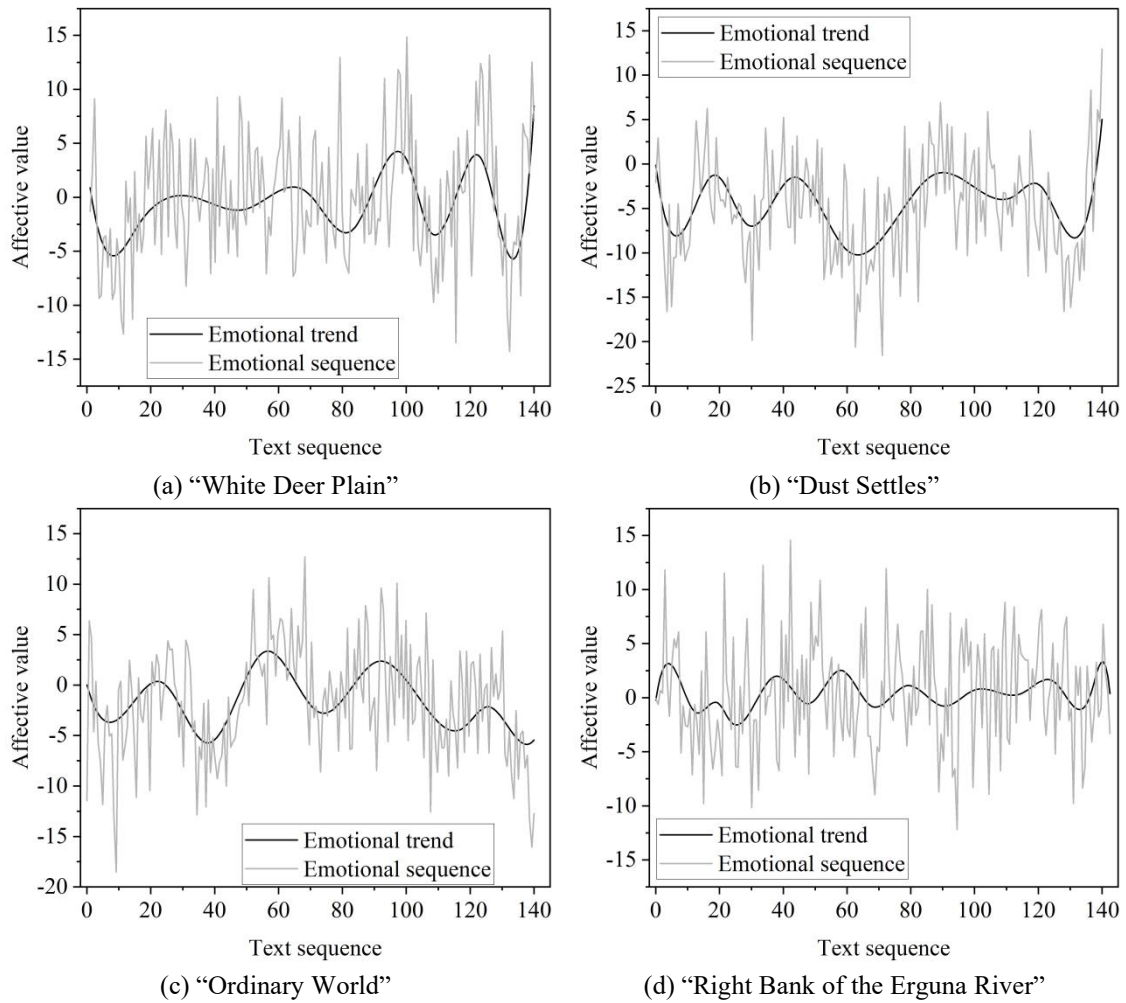 15
10
5
0
-5
-10
-15
Affective value
Emotional trend
Emotional sequence
0 20 40 60 80 100 120 140
Text sequence
(a) “White Deer Plain”
15
10
5
0
-5
-10
-15
-20
-25
Affective value
Emotional trend
Emotional sequence
0 20 40 60 80 100 120 140
Text sequence
(b) “Dust Settles”
15
10
5
0
-5
-10
-15
-20
Affective value
Emotional trend
Emotional sequence
0 20 40 60 80 100 120 140
Text sequence
(c) “Ordinary World”
15
10
5
0
-5
-10
-15
Affective value
Emotional trend
Emotional sequence
0 20 40 60 80 100 120 140
Text sequence
(d) “Right Bank of the Erguna River”